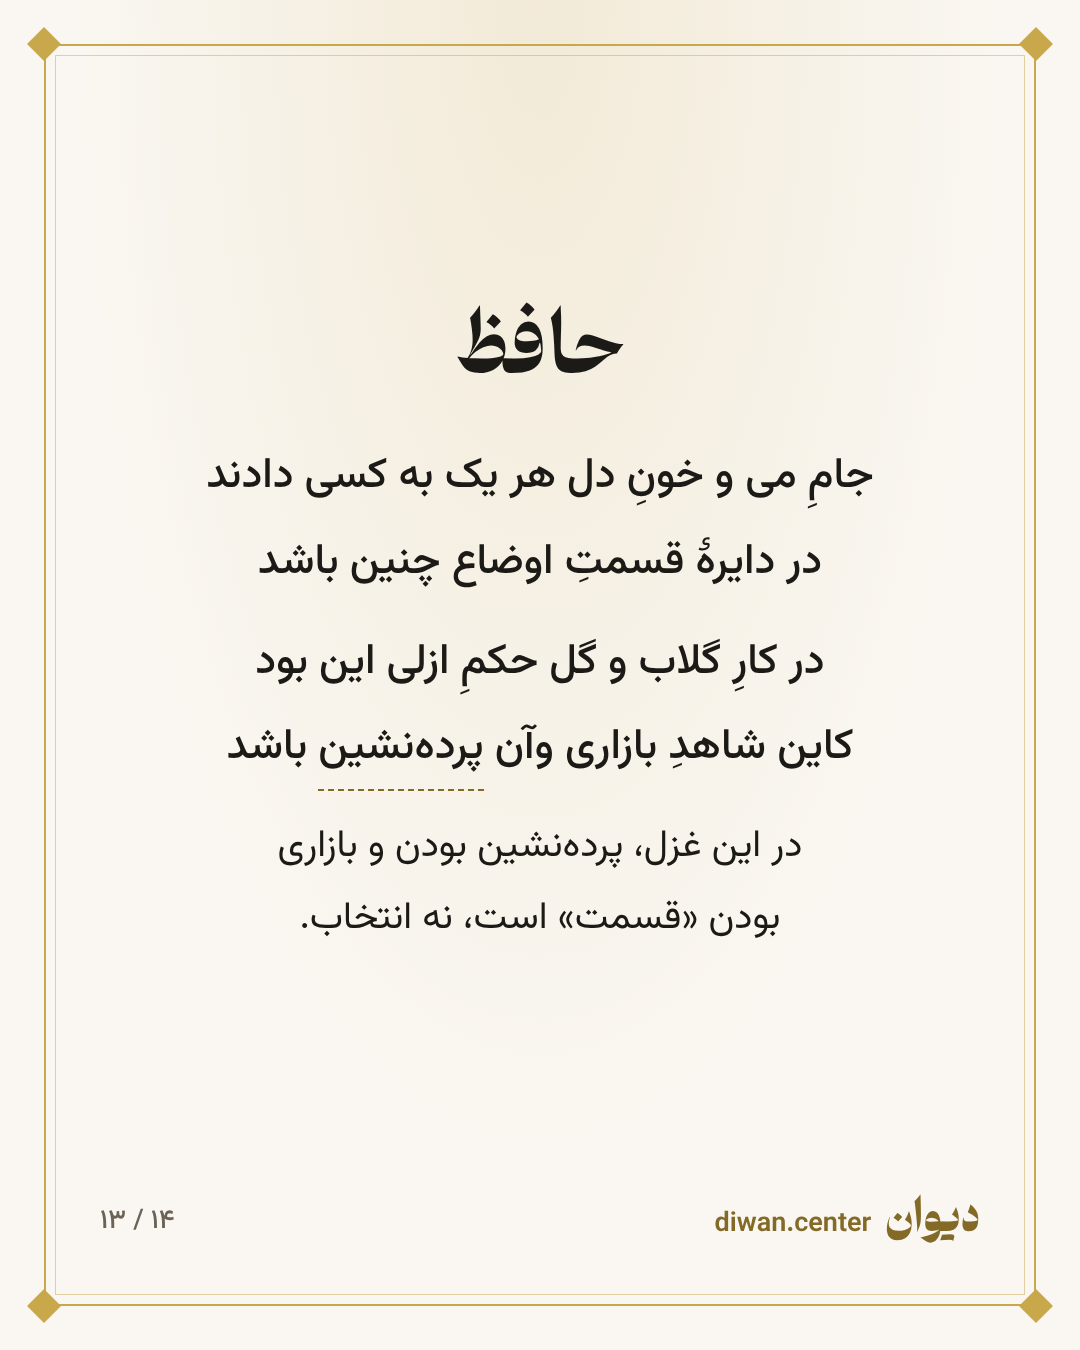 حافظ
جامِ می و خونِ دل هر یک به کسی دادند
در دایرهٔ قسمتِ اوضاع چنین باشد
در کارِ گلاب و گل حکمِ ازلی این بود
کاین شاهدِ بازاری وآن پرده‌نشین باشد
در این غزل، پرده‌نشین بودن و بازاری
بودن «قسمت» است، نه انتخاب.
دیوان diwan.center
۱۳ / ۱۴